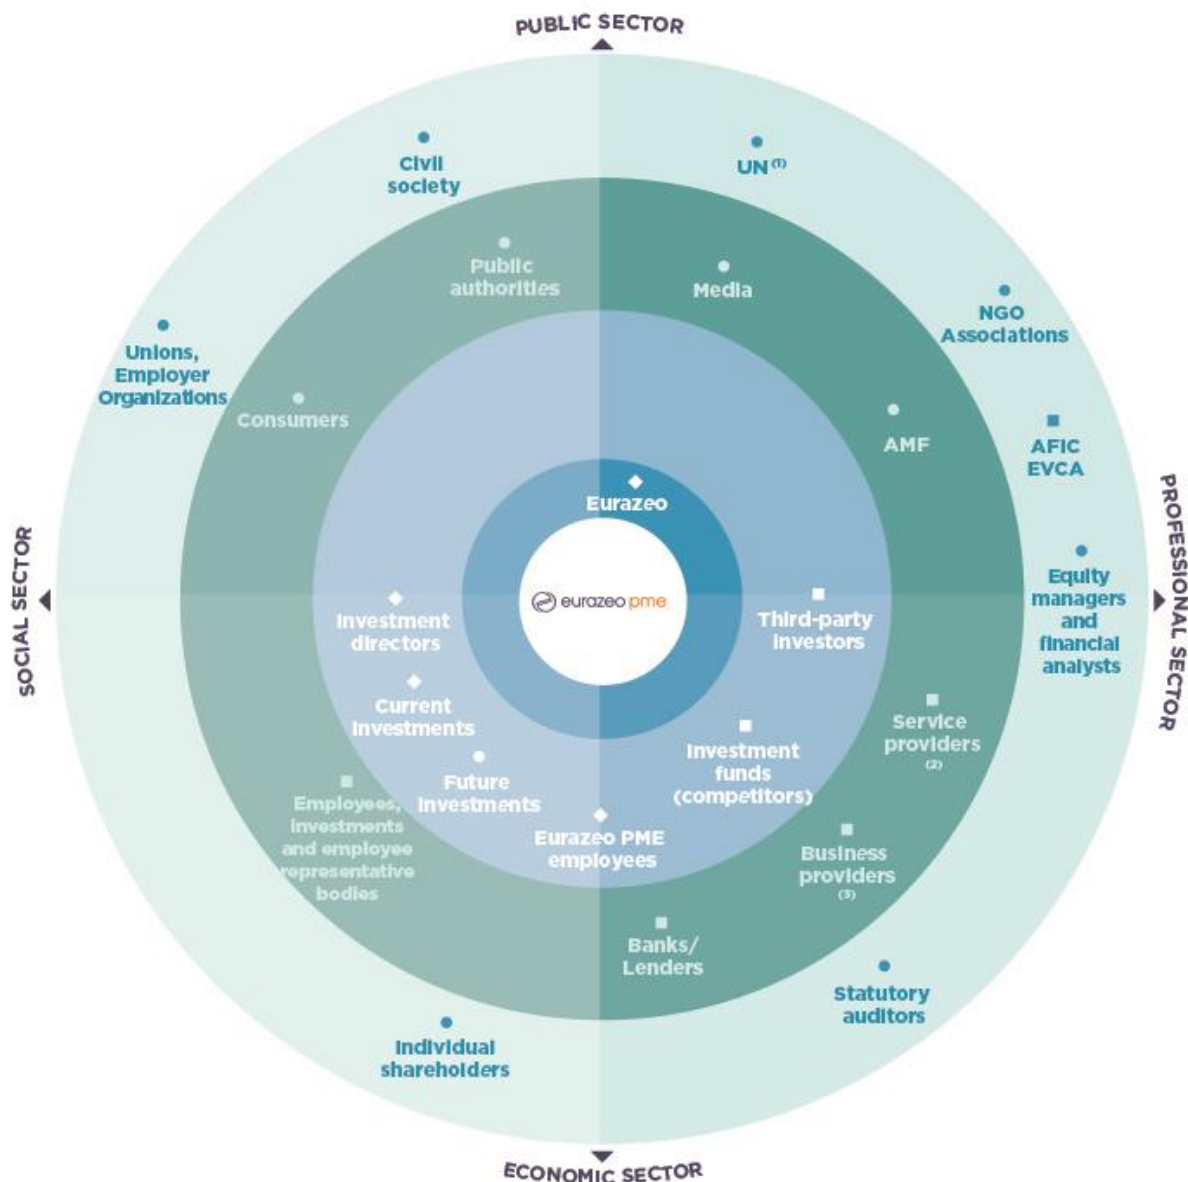 PUBLIC SECTOR
Civil
society
UN (1)
Public
authorities
Media
NGO
Associations
Unions,
Employer
Organizations
Consumers
AMF
AFIC
EVCA
Eurazeo
PROFESSIONAL SECTOR
SOCIAL SECTOR
eurazeo pme
Investment
directors
Third-party
investors
Equity
managers
and
financial
analysts
Current
investments
Service
providers
(2)
Future
investments
Investment
funds
(competitors)
Employees,
investments
and employee
representative
bodies
Eurazeo PME
employees
Business
providers
(3)
Banks/
Lenders
Statutory
auditors
Individual
shareholders
ECONOMIC SECTOR